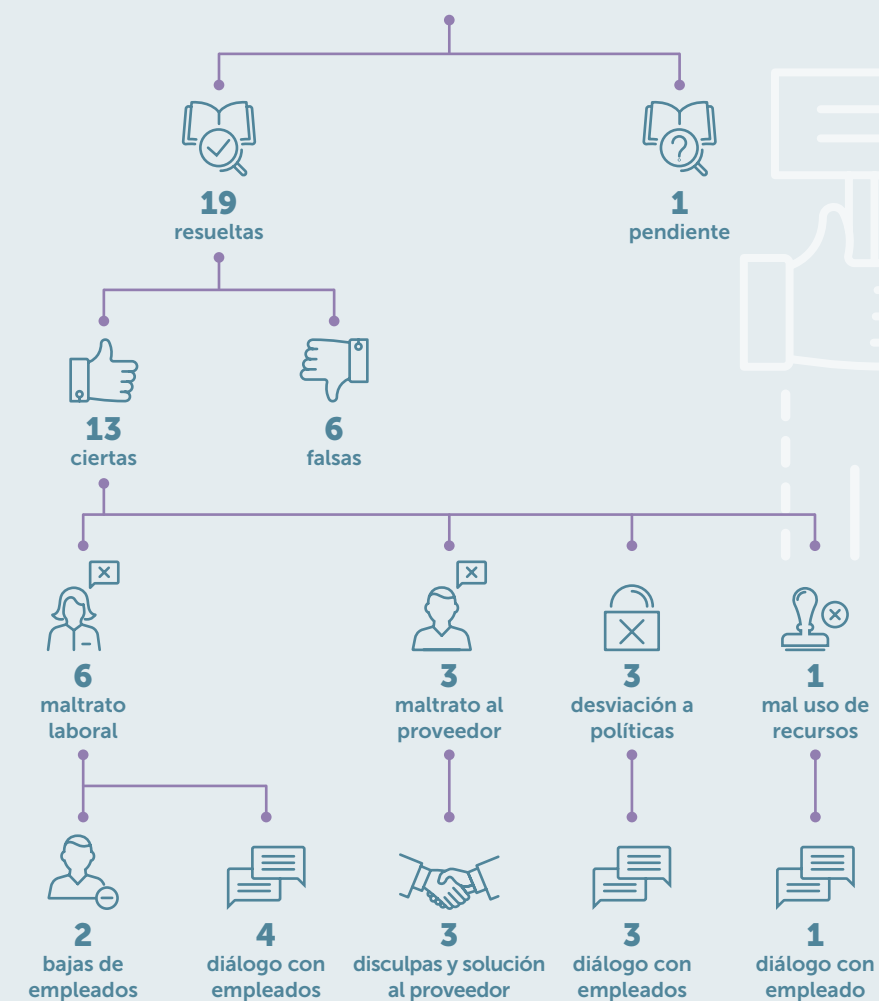 19
resueltas
1
pendiente
13
ciertas
6
falsas
6
maltrato
laboral
3
maltrato al
proveedor
3
desviación a
políticas
1
mal uso de
recursos
2
bajas de
empleados
4
diálogo con
empleados
3
disculpas y solución
al proveedor
3
diálogo con
empleados
1
diálogo con
empleado